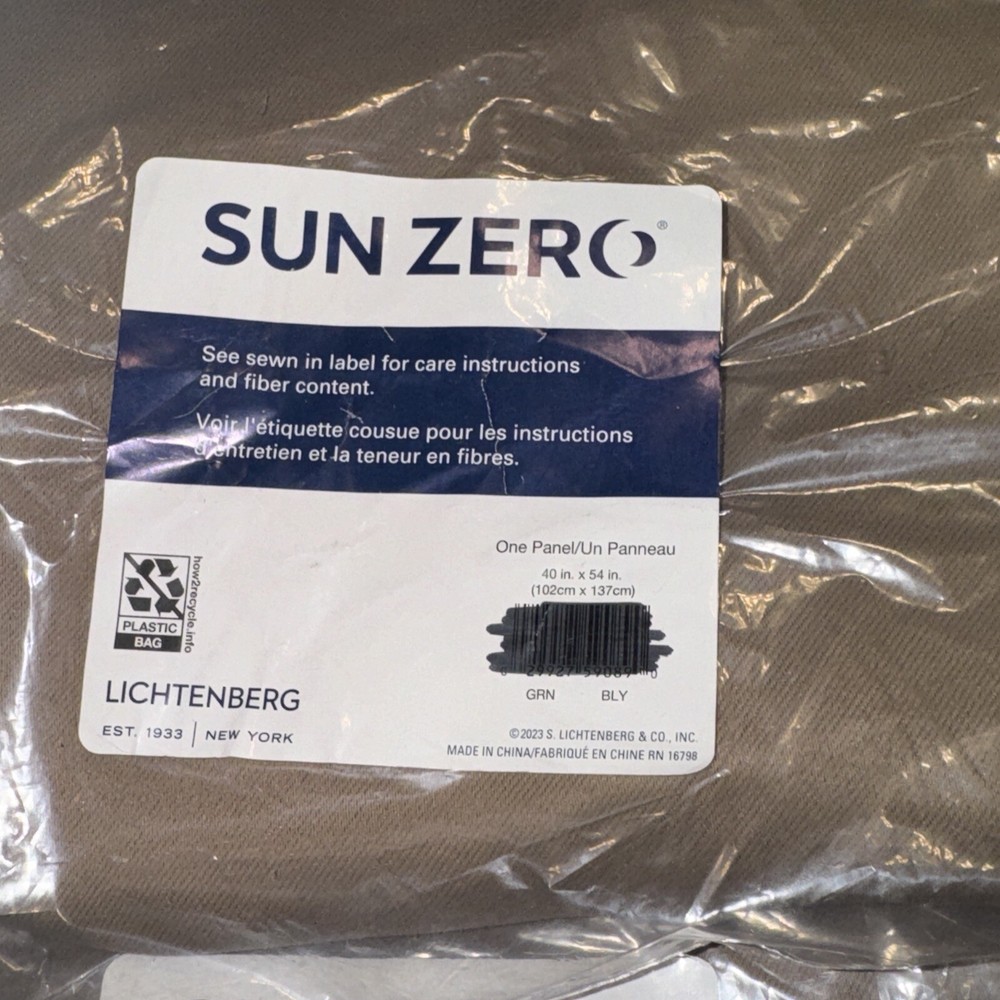 SUN ZERO®
See sewn in label for care instructions
and fiber content.
Voir l'étiquette cousue pour les instructions
d'entretien et la teneur en fibres.
One Panel/Un Panneau
40 in. x 54 in.
(102cm x 137cm)
GRN BLY
how2recycle.info
PLASTIC
BAG
LICHTENBERG
EST. 1933 | NEW YORK
©2023 S. LICHTENBERG & CO., INC.
MADE IN CHINA/FABRIQUÉ EN CHINE RN 16798